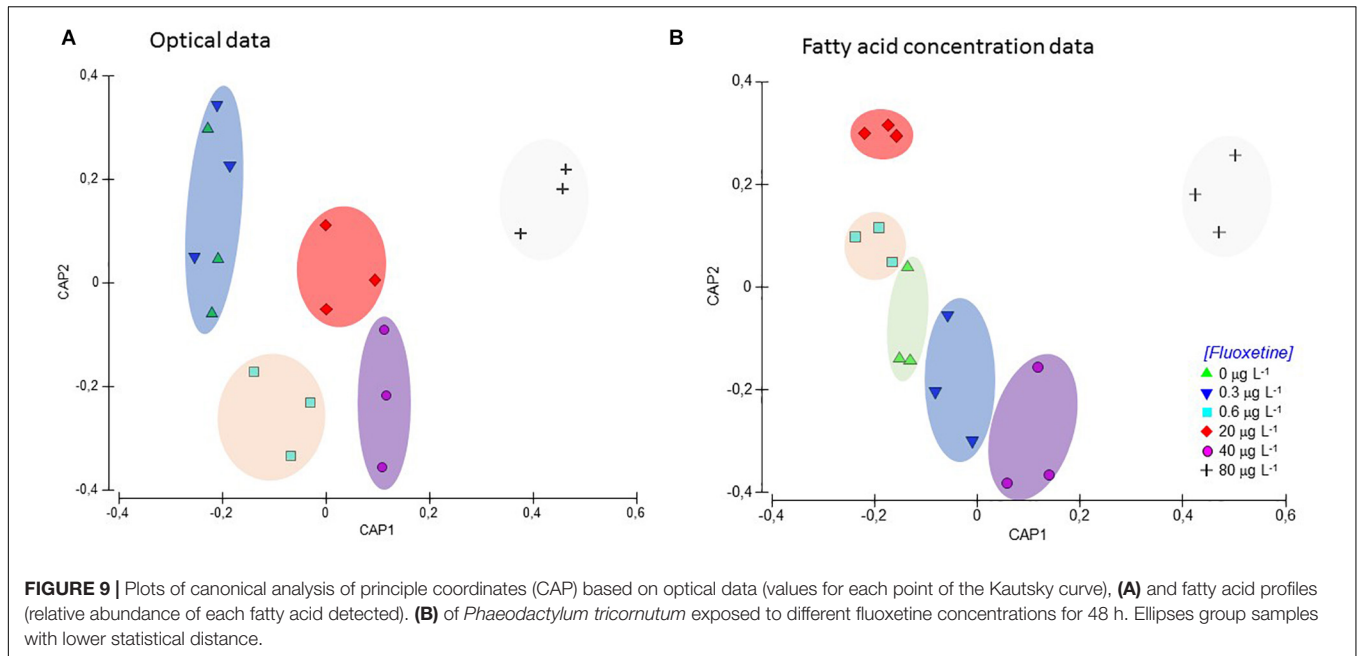 A
Optical data
0,4
0,2
0
-0,2
-0,4
CAP2
-0,4
-0,2
0
0,2
0,4
0,6
CAP1
B
Fatty acid concentration data
0,4
0,2
0
-0,2
-0,4
CAP2
-0,4
-0,2
0
0,2
0,4
0,6
CAP1
[Fluoxetine]
0 µg L-1
0.3 µg L-1
0.6 µg L-1
20 µg L-1
40 µg L-1
80 µg L-1
FIGURE 9 | Plots of canonical analysis of principle coordinates (CAP) based on optical data (values for each point of the Kautsky curve), (A) and fatty acid profiles
(relative abundance of each fatty acid detected). (B) of Phaeodactylum tricornutum exposed to different fluoxetine concentrations for 48 h. Ellipses group samples
with lower statistical distance.